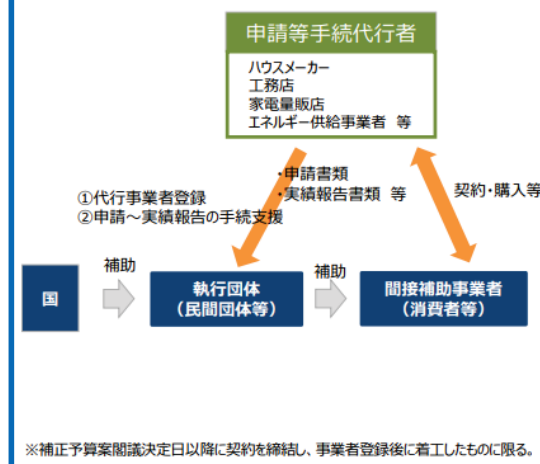 申請等手続代行者
ハウスメーカー
工務店
家電量販店
エネルギー供給事業者 等
・申請書類
・実績報告書類 等
契約・購入等
①代行事業者登録
②申請～実績報告の手続支援
国
補助
執行団体
（民間団体等）
補助
間接補助事業者
（消費者等）
※補正予算案閣議決定日以降に契約を締結し、事業者登録後に着工したものに限る。